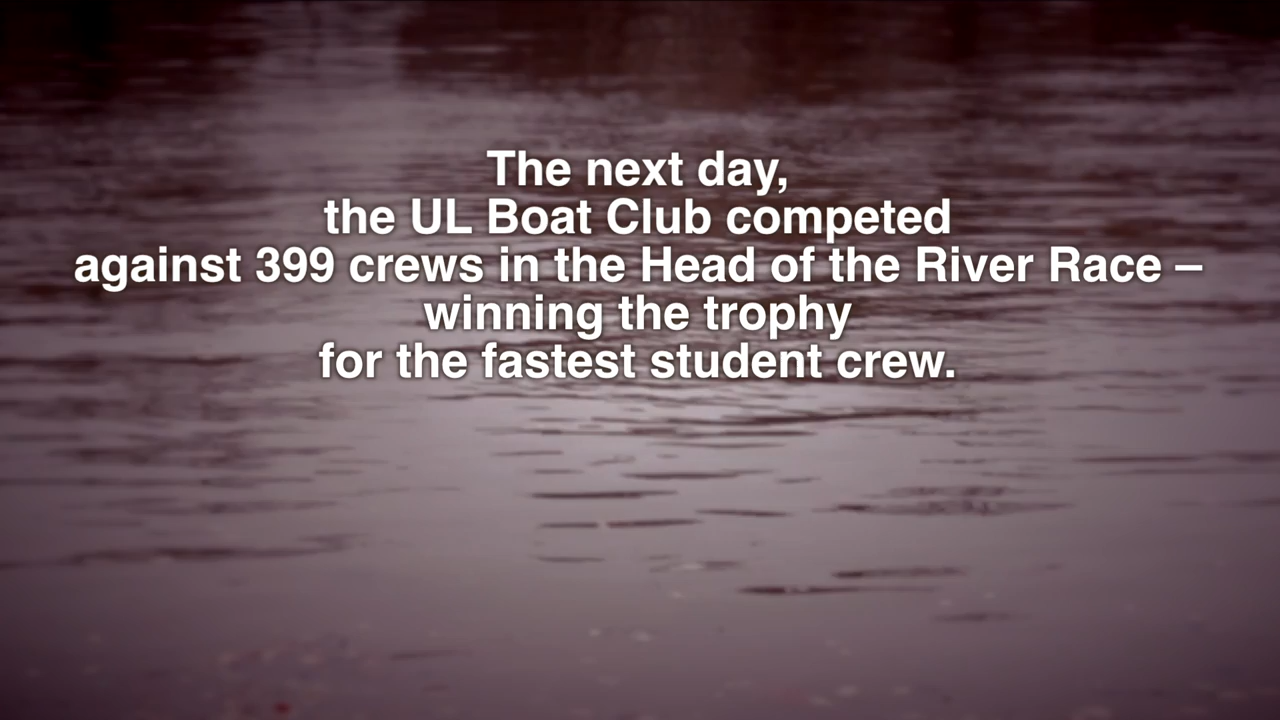 The next day,
the UL Boat Club competed
against 399 crews in the Head of the River Race –
winning the trophy
for the fastest student crew.